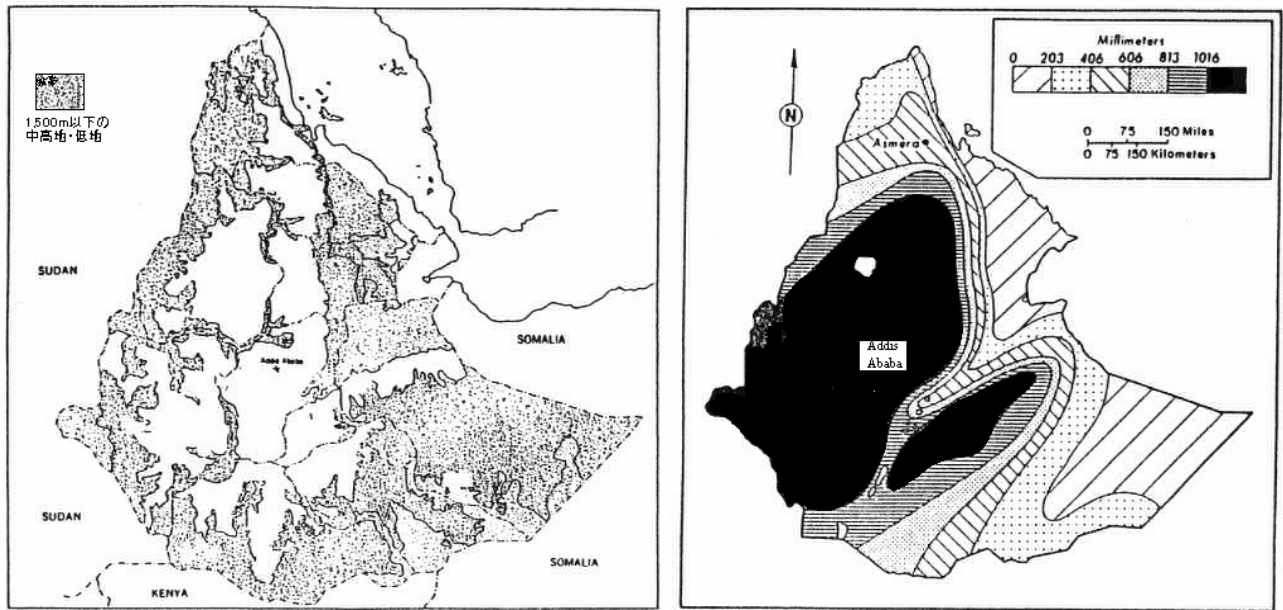 1,500m以下の
中高地・低地
SUDAN
SOMALIA
Addis Ababa
SUDAN
SOMALIA
KENYA
Millimeters
0 203 406 606 813 1016
0 75 150 Miles
0 75 150 Kilometers
N
Asmera
Addis
Ababa